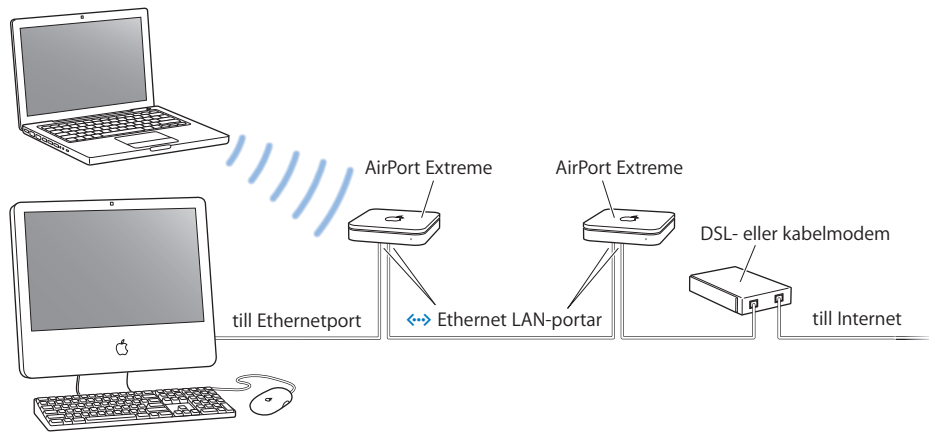 AirPort Extreme
AirPort Extreme
DSL- eller kabelmodem
till Ethernetport
Ethernet LAN-portar
till Internet